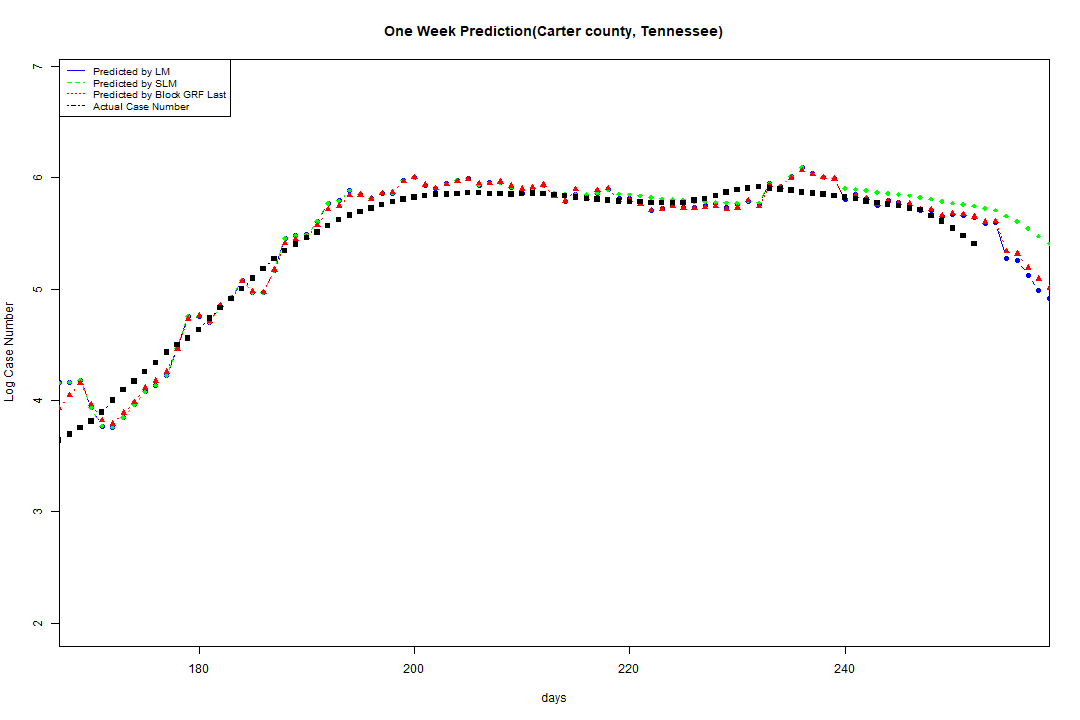 One Week Prediction(Carter county, Tennessee)
Predicted by LM
Predicted by SLM
Predicted by Block GRF Last
Actual Case Number
7
6
5
4
3
2
Log Case Number
180 200 220 240
days